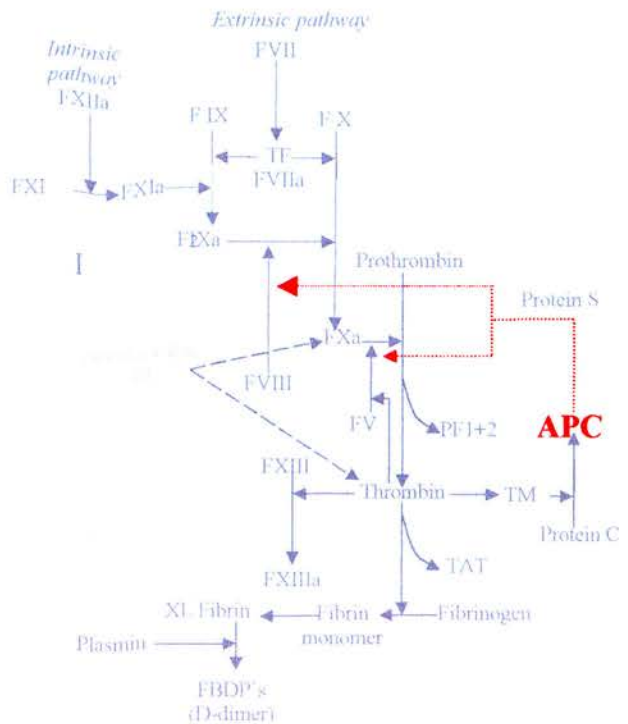 Extrinsic pathway
FVII
Intrinsic
pathway
FXIIa
F IX
F X
TF
FVIIa
FXI
FXIa
FIXa
I
Prothrombin
Protein S
FXa
FVIII
FV
PF1+2
APC
FXIII
Thrombin
TM
Protein C
FXIIIa
TAT
XL Fibrin
Fibrin
monomer
Fibrinogen
Plasmin
FBDP's
(D-dimer)